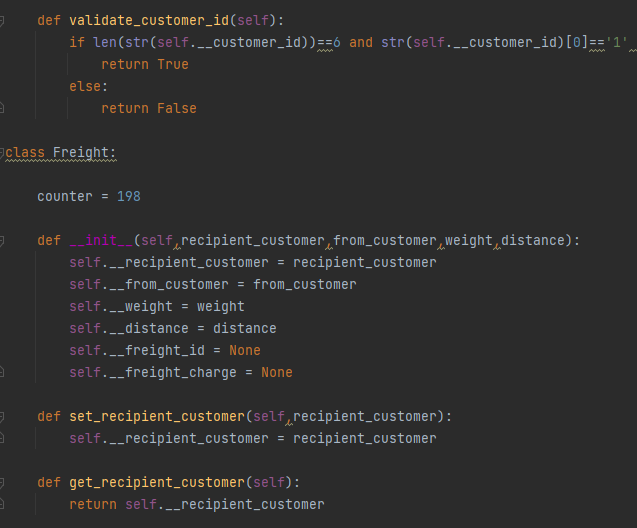 def validate_customer_id(self):
if len(str(self.__customer_id))==6 and str(self.__customer_id)[0]=='1'
return True
else:
return False
class Freight:
counter = 198
def __init__(self,recipient_customer,from_customer,weight,distance):
self.__recipient_customer = recipient_customer
self.__from_customer = from_customer
self.__weight = weight
self.__distance = distance
self.__freight_id = None
self.__freight_charge = None
def set_recipient_customer(self,recipient_customer):
self.__recipient_customer = recipient_customer
def get_recipient_customer(self):
return self.__recipient_customer